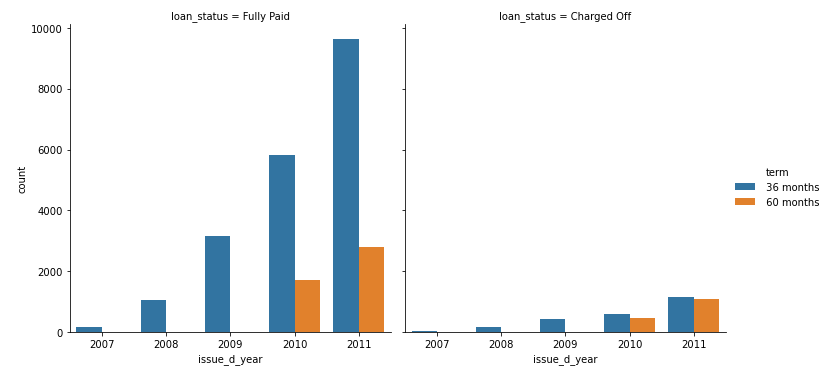 loan_status = Fully Paid
loan_status = Charged Off
10000
8000
6000
4000
2000
0
count
2007 2008 2009 2010 2011
issue_d_year
2007 2008 2009 2010 2011
issue_d_year
term
36 months
60 months